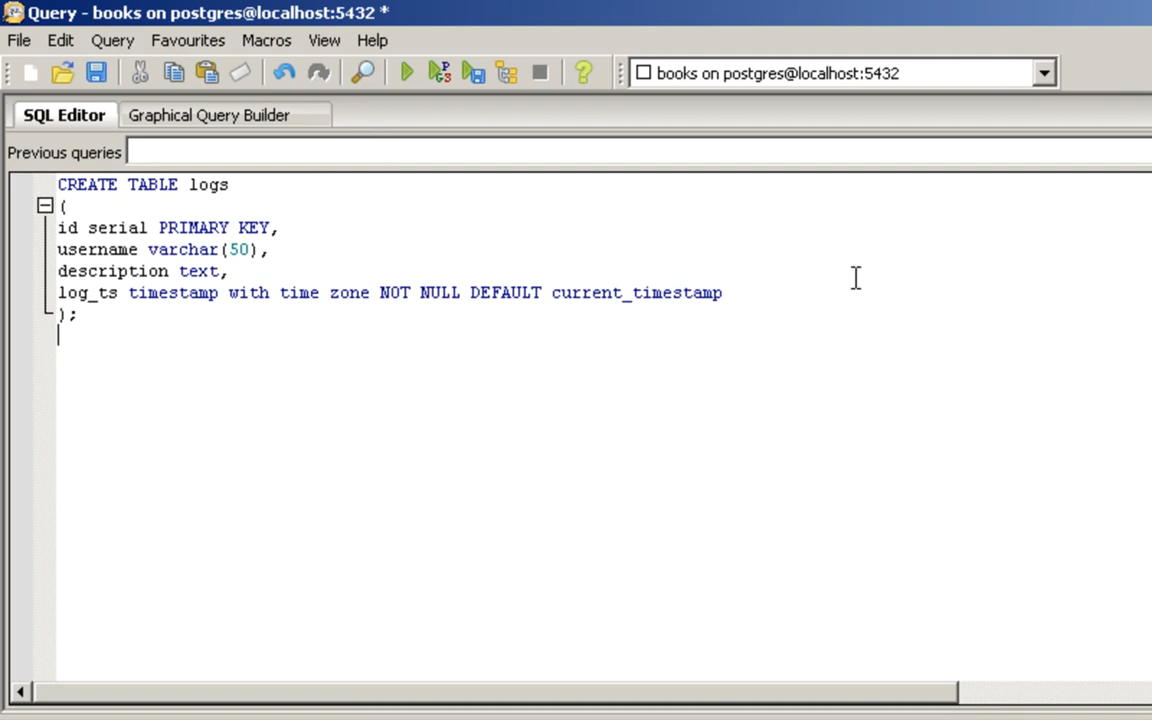 Query - books on postgres@localhost:5432 *
File Edit Query Favourites Macros View Help
books on postgres@localhost:5432
SQL Editor Graphical Query Builder
Previous queries
CREATE TABLE logs
(
id serial PRIMARY KEY,
username varchar(50),
description text,
log_ts timestamp with time zone NOT NULL DEFAULT current_timestamp
);